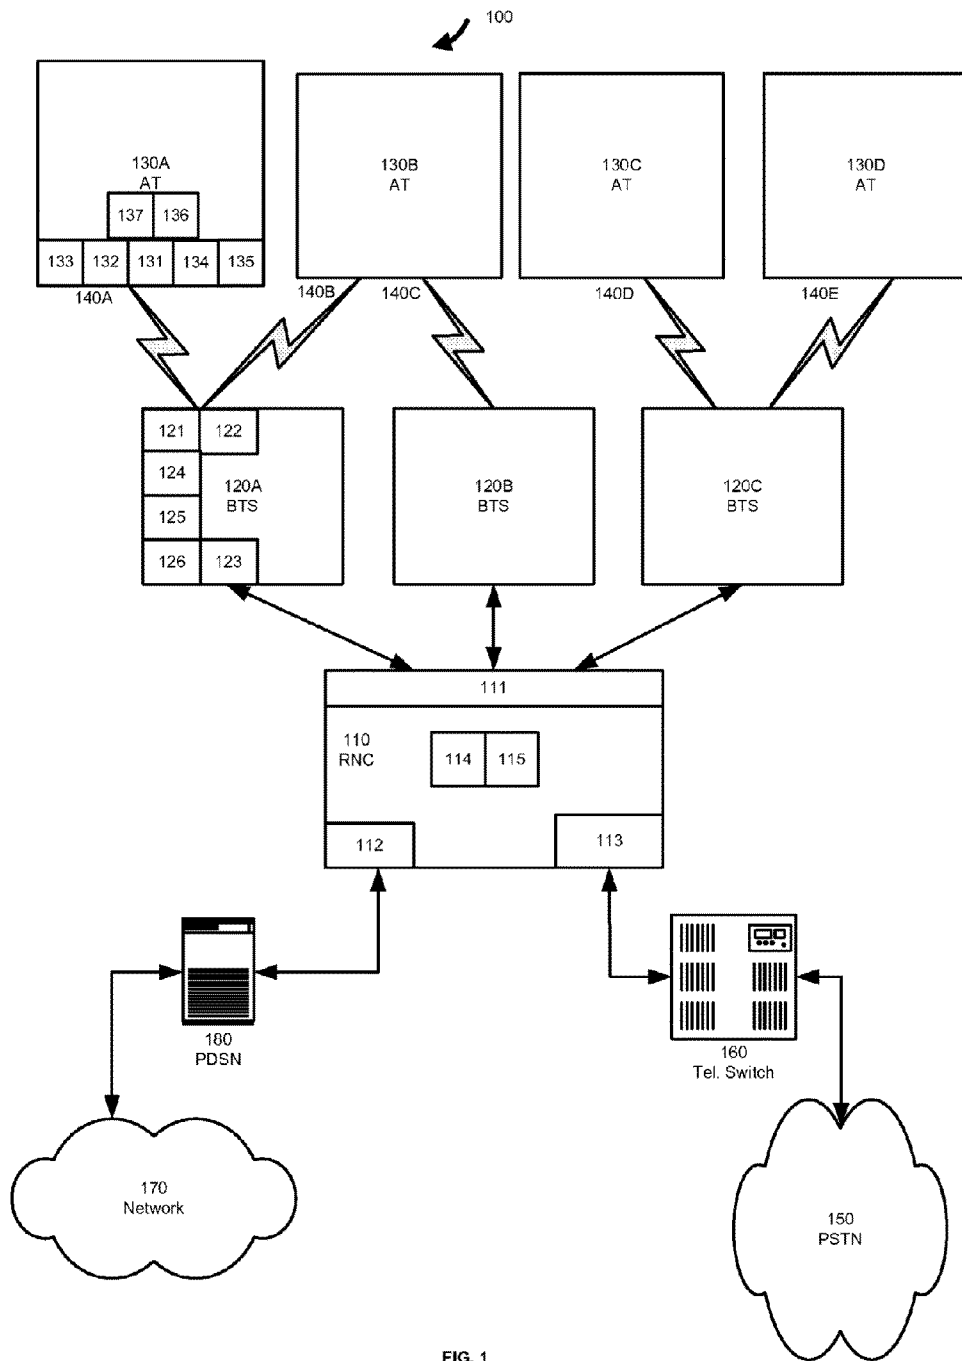 100
130A
AT
137 136
133 132 131 134 135
130B
AT
130C
AT
130D
AT
140A
140B
140C
140D
140E
121 122
124
125
126 123
120A
BTS
120B
BTS
120C
BTS
111
110
RNC
114 115
112
113
180
PDSN
160
Tel. Switch
170
Network
150
PSTN
FIG. 1